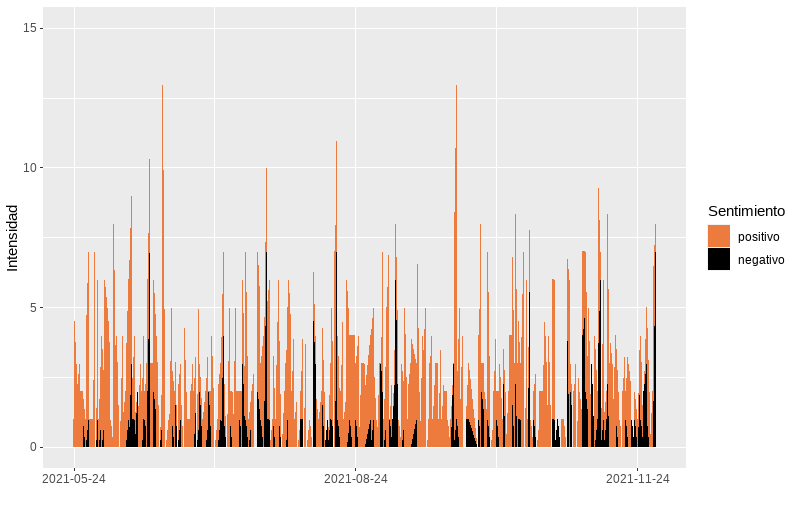 15
10
5
0
Intensidad
2021-05-24
2021-08-24
2021-11-24
Sentimiento
positivo
negativo